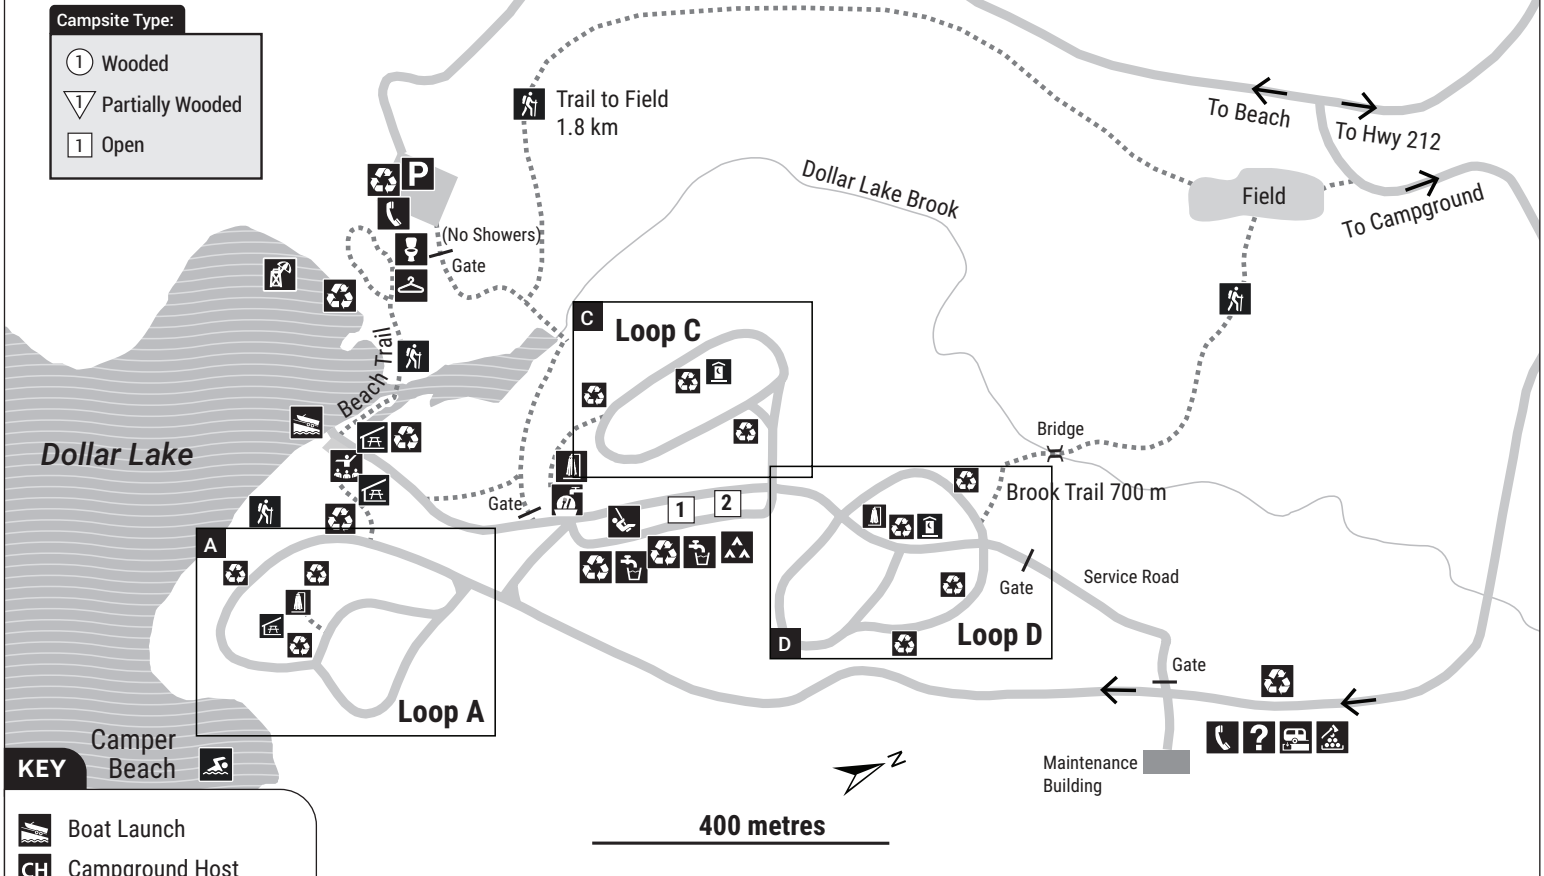 Campsite Type:
1 Wooded
1 Partially Wooded
1 Open
Trail to Field
1.8 km
To Beach
To Hwy 212
To Campground
Field
Dollar Lake Brook
P
(No Showers)
Gate
C
Loop C
Beach Trail
Dollar Lake
Bridge
Brook Trail 700 m
Gate
1
2
A
Loop A
D
Loop D
Gate
Service Road
Gate
?
Maintenance
Building
Camper
Beach
N
400 metres
KEY
Boat Launch
CH Campground Host